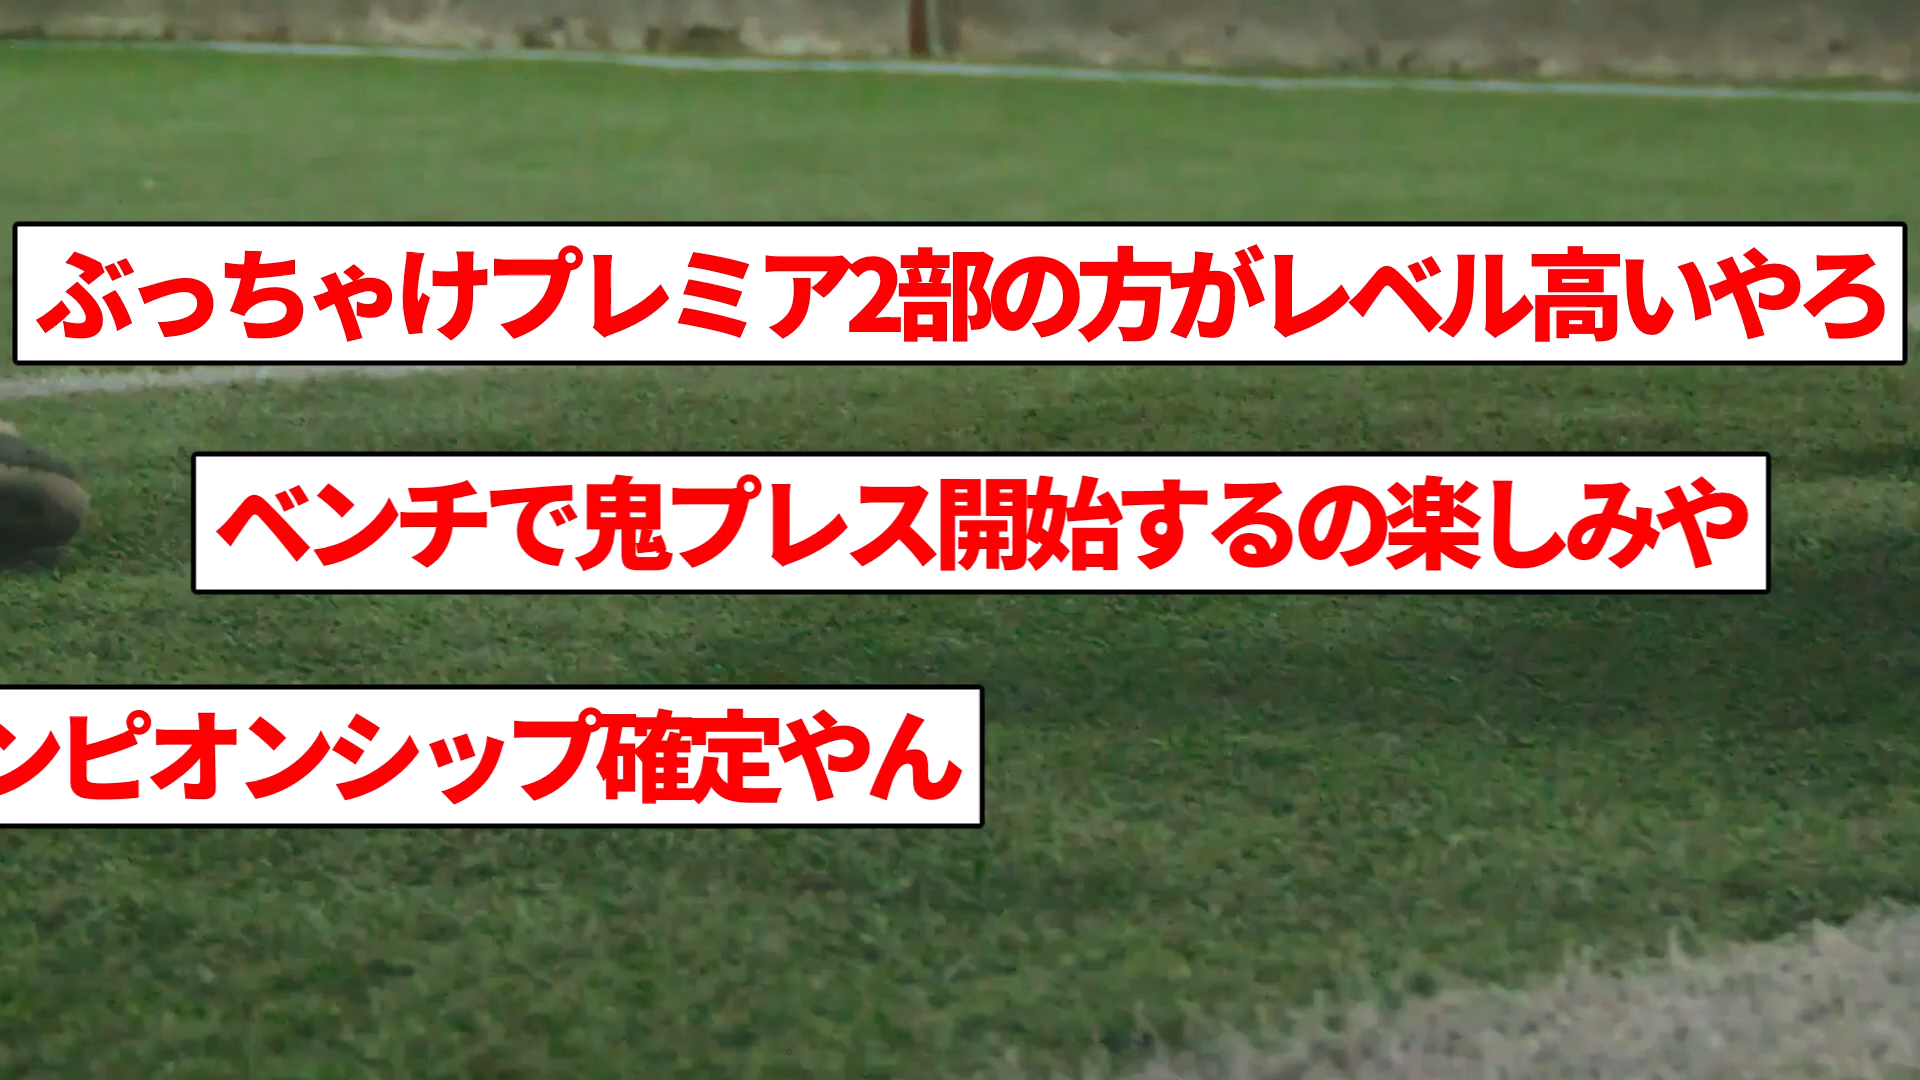 ぶっちゃけプレミア2部の方がレベル高いやろ
ベンチで鬼プレス開始するの楽しみや
ンピオンシップ確定やん